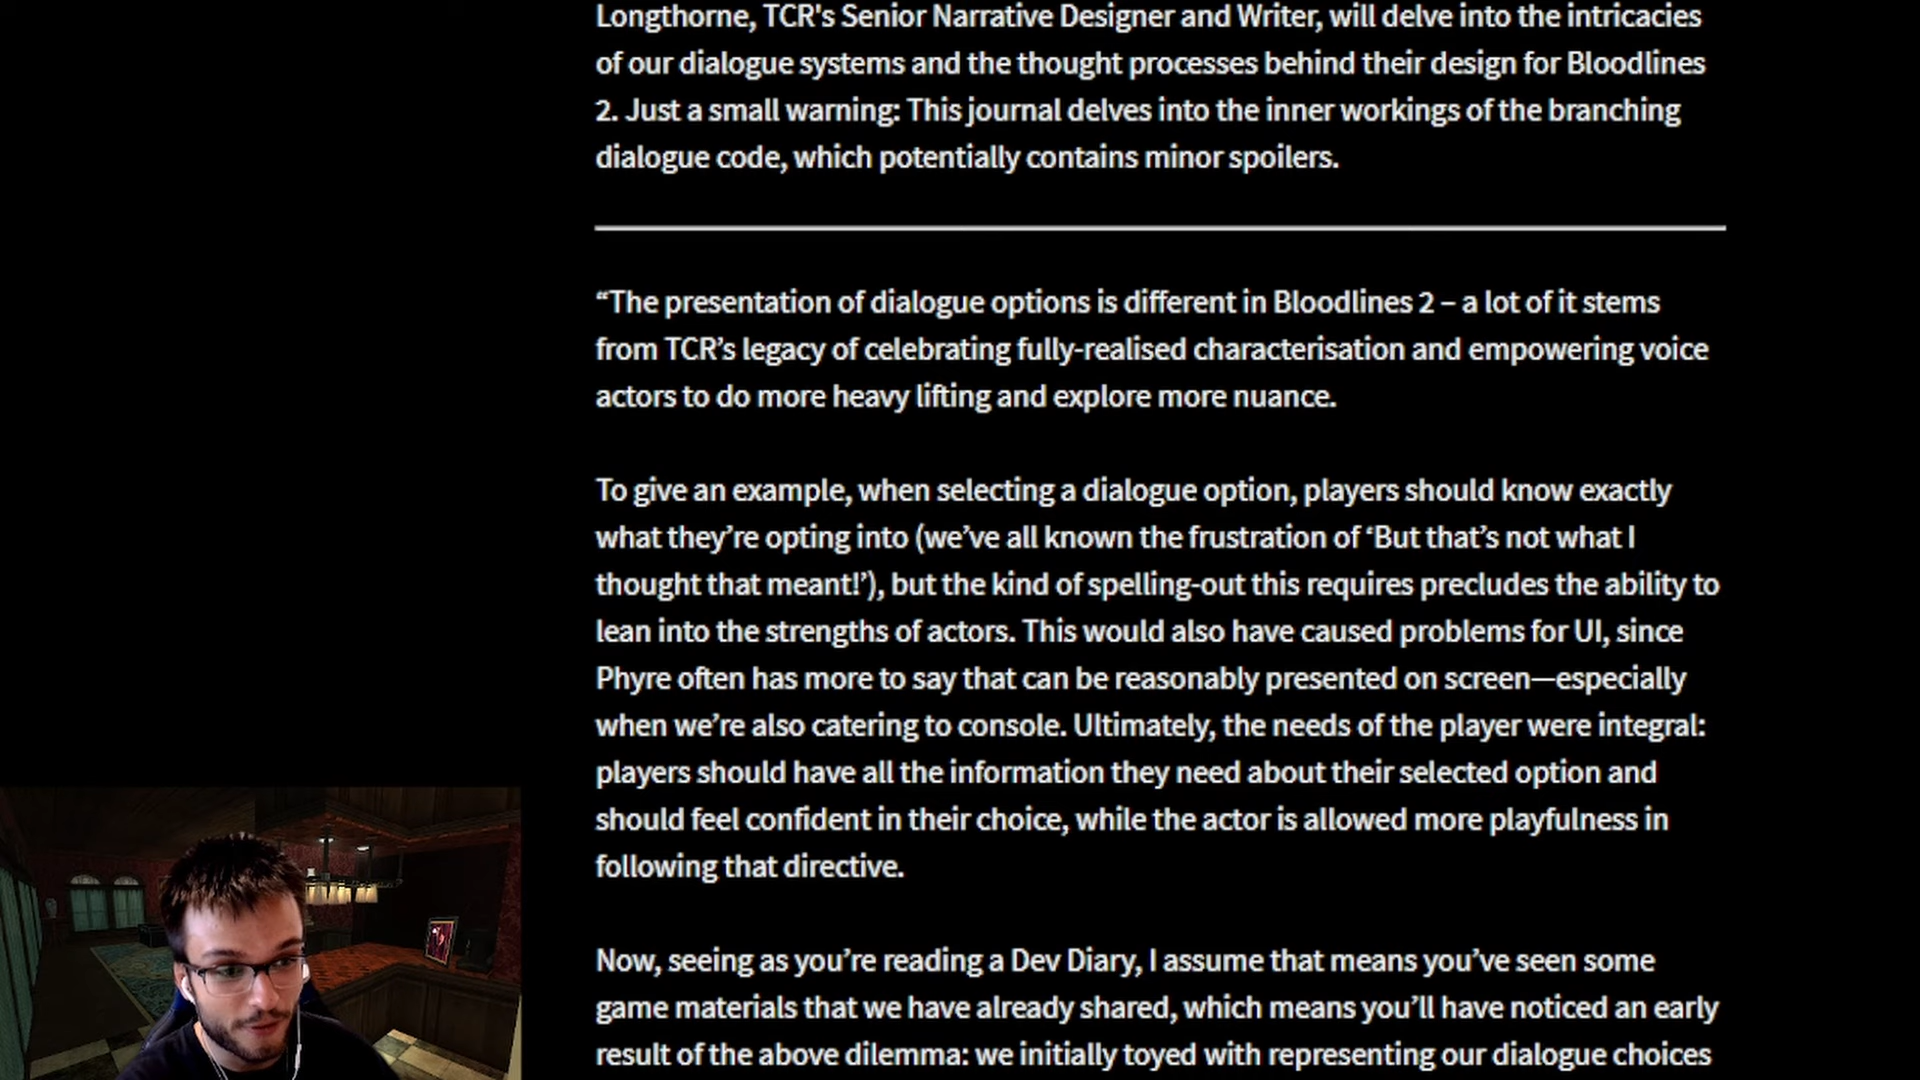 Longthorne, TCR's Senior Narrative Designer and Writer, will delve into the intricacies
of our dialogue systems and the thought processes behind their design for Bloodlines
2. Just a small warning: This journal delves into the inner workings of the branching
dialogue code, which potentially contains minor spoilers.
“The presentation of dialogue options is different in Bloodlines 2 – a lot of it stems
from TCR’s legacy of celebrating fully-realised characterisation and empowering voice
actors to do more heavy lifting and explore more nuance.
To give an example, when selecting a dialogue option, players should know exactly
what they’re opting into (we’ve all known the frustration of ‘But that’s not what I
thought that meant!’), but the kind of spelling-out this requires precludes the ability to
lean into the strengths of actors. This would also have caused problems for UI, since
Phyre often has more to say that can be reasonably presented on screen—especially
when we’re also catering to console. Ultimately, the needs of the player were integral:
players should have all the information they need about their selected option and
should feel confident in their choice, while the actor is allowed more playfulness in
following that directive.
Now, seeing as you’re reading a Dev Diary, I assume that means you’ve seen some
game materials that we have already shared, which means you’ll have noticed an early
result of the above dilemma: we initially toyed with representing our dialogue choices